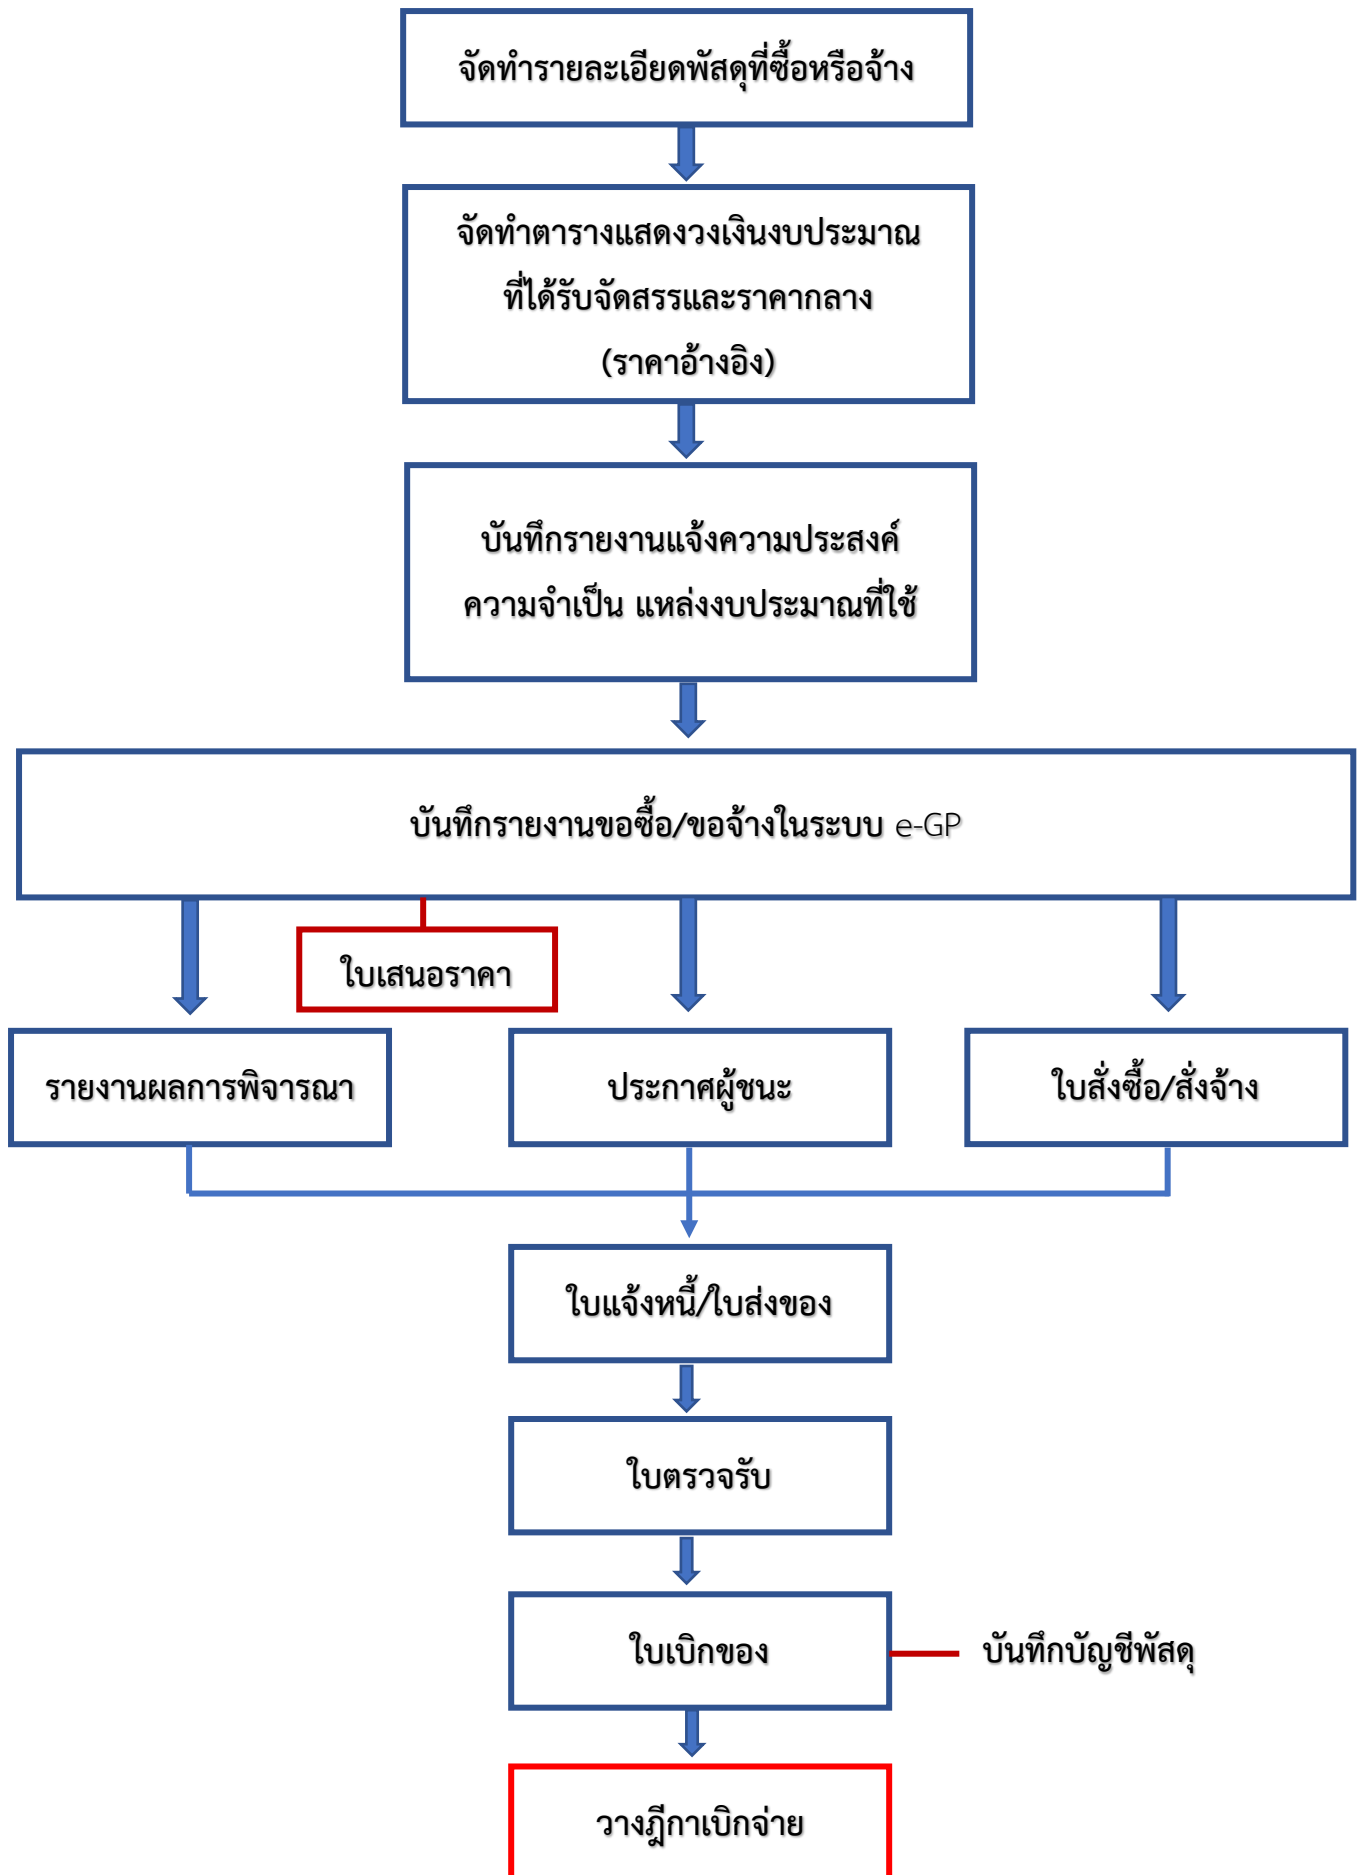 จัดทำรายละเอียดพัสดุที่ซื้อหรือจ้าง
จัดทำตารางแสดงวงเงินงบประมาณ
ที่ได้รับจัดสรรและราคากลาง
(ราคาอ้างอิง)
บันทึกรายงานแจ้งความประสงค์
ความจำเป็น แหล่งงบประมาณที่ใช้
บันทึกรายงานขอซื้อ/ขอจ้างในระบบ e-GP
ใบเสนอราคา
รายงานผลการพิจารณา
ประกาศผู้ชนะ
ใบสั่งซื้อ/สั่งจ้าง
ใบแจ้งหนี้/ใบส่งของ
ใบตรวจรับ
ใบเบิกของ
บันทึกบัญชีพัสดุ
วางฎีกาเบิกจ่าย